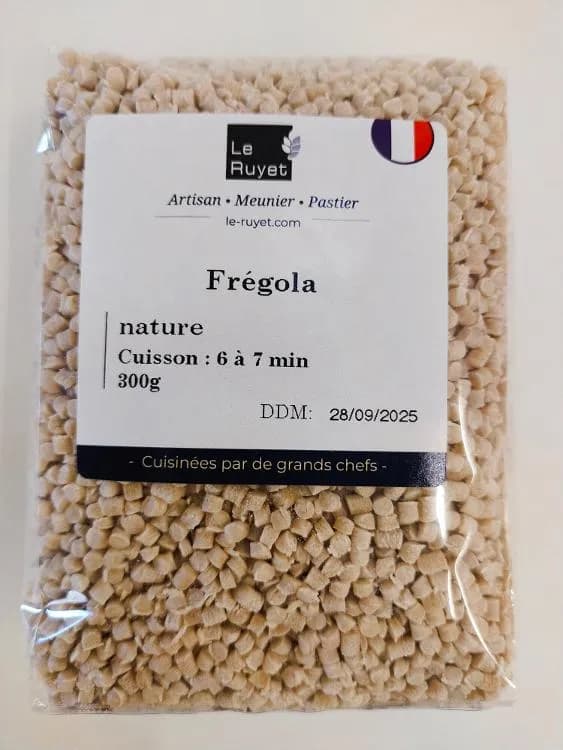 Le
Ruyet
Artisan • Meunier • Pastier
le-ruyet.com
Frégola
nature
Cuisson : 6 à 7 min
300g
DDM: 28/09/2025
- Cuisinées par de grands chefs -